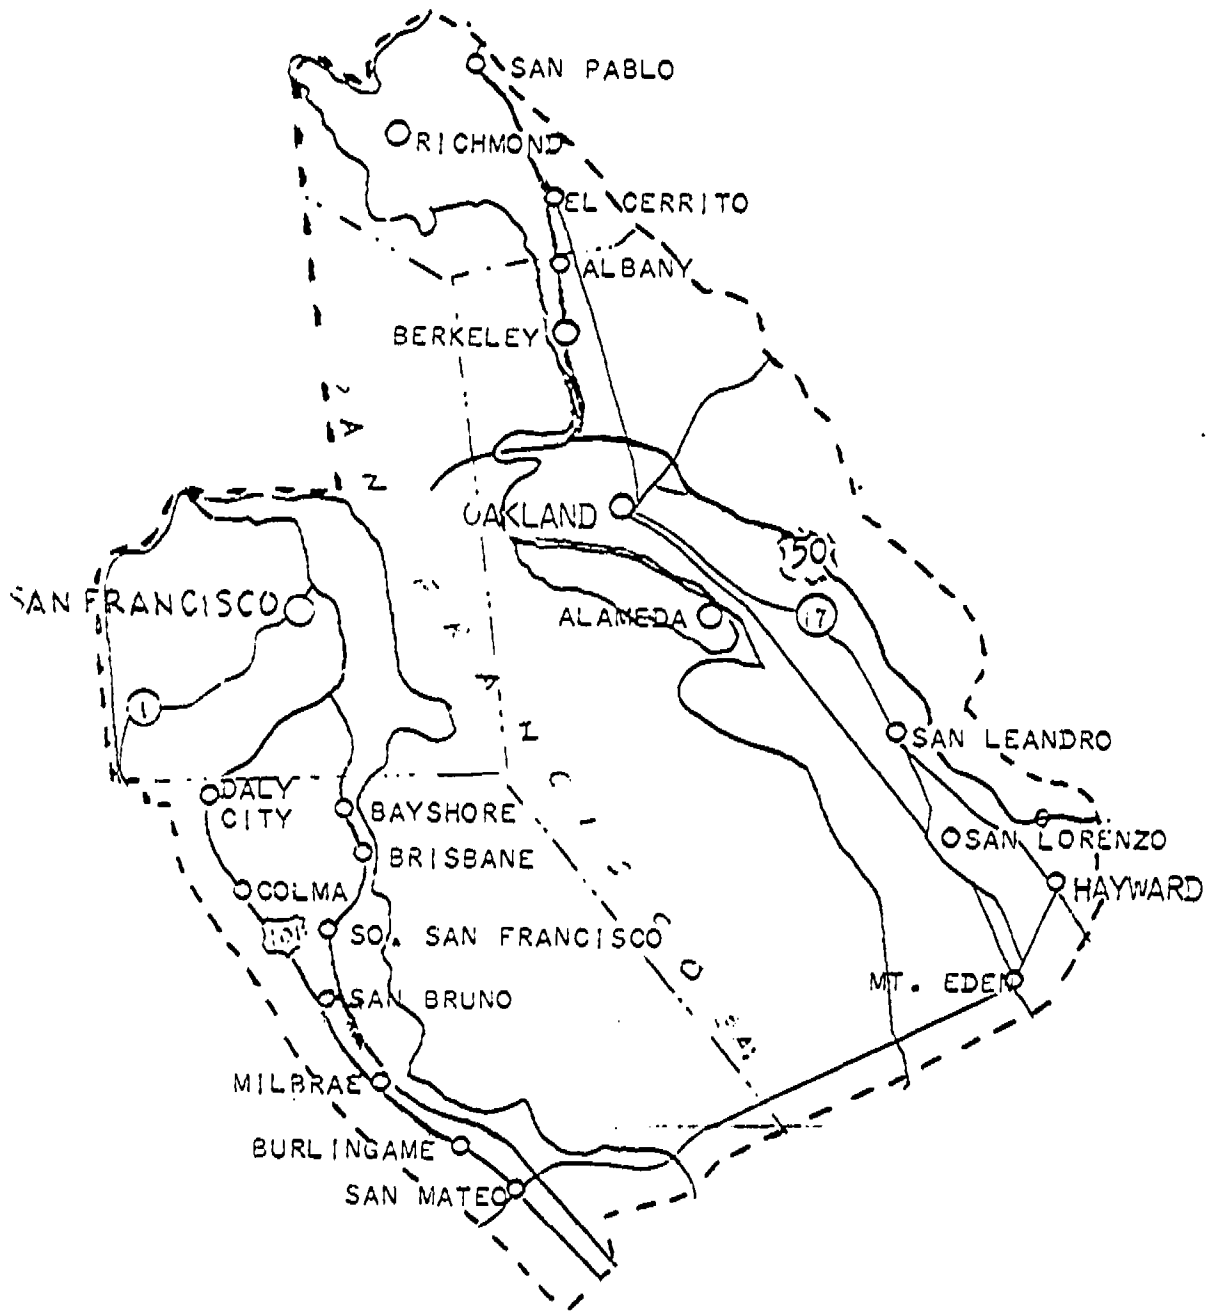 SAN PABLO
RICHMOND
EL CERRITO
ALBANY
BERKELEY
OAKLAND
50
SAN FRANCISCO
ALAMEDA
17
1
SAN LEANDRO
DALY
CITY
BAYSHORE
SAN LORENZO
BRISBANE
COLMA
HAYWARD
101
SO. SAN FRANCISCO
MT. EDEN
SAN BRUNO
MILBRAE
BURLINGAME
SAN MATEO